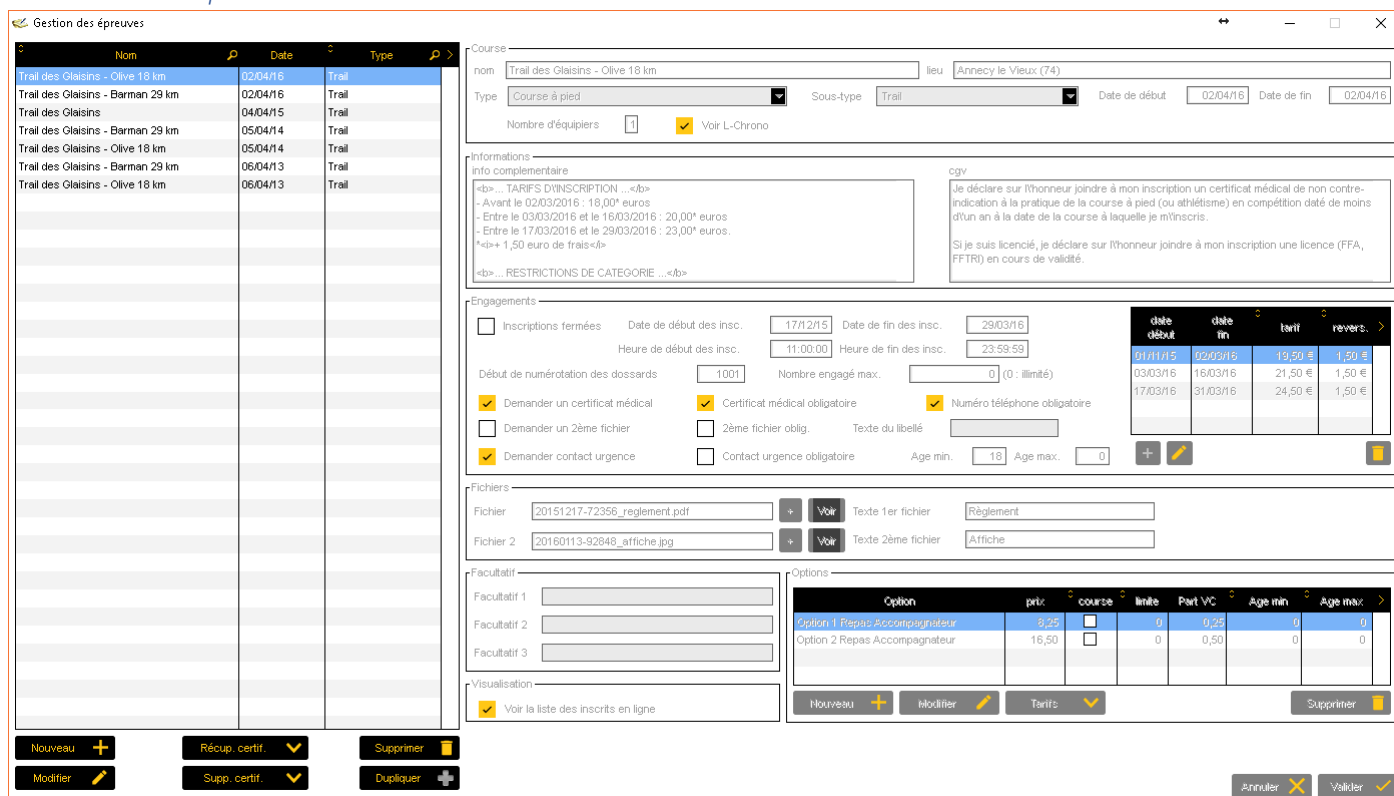 Gestion des épreuves
Nom Date Type
Trail des Glaisins - Olive 18 km 02/04/16 Trail
Trail des Glaisins - Barman 29 km 02/04/16 Trail
Trail des Glaisins 04/04/15 Trail
Trail des Glaisins - Barman 29 km 05/04/14 Trail
Trail des Glaisins - Olive 18 km 05/04/14 Trail
Trail des Glaisins - Barman 29 km 06/04/13 Trail
Trail des Glaisins - Olive 18 km 06/04/13 Trail
Nouveau Récup. certif. Supprimer
Modifier Supp. certif. Dupliquer
Course
nom Trail des Glaisins - Olive 18 km lieu Annecy le Vieux (74)
Type Course à pied Sous-type Trail Date de début 02/04/16 Date de fin 02/04/16
Nombre d'équipiers 1 Voir L-Chrono
Informations
info complementaire
<b>... TARIFS D\'INSCRIPTION ...</b>
- Avant le 02/03/2016 : 18,00* euros
- Entre le 03/03/2016 et le 16/03/2016 : 20,00* euros
- Entre le 17/03/2016 et le 29/03/2016 : 23,00* euros.
*<i>+ 1,50 euro de frais</i>
<b>... RESTRICTIONS DE CATEGORIE ...</b>
cgv
Je déclare sur l\'honneur joindre à mon inscription un certificat médical de non contre-
indication à la pratique de la course à pied (ou athlétisme) en compétition daté de moins
d\'un an à la date de la course à laquelle je m\'inscris.
Si je suis licencié, je déclare sur l\'honneur joindre à mon inscription une licence (FFA,
FFTRI) en cours de validité.
Engagements
Inscriptions fermées Date de début des insc. 17/12/15 Date de fin des insc. 29/03/16
Heure de début des insc. 11:00:00 Heure de fin des insc. 23:59:59
Début de numérotation des dossards 1001 Nombre engagé max. 0 (0 : illimité)
Demander un certificat médical Certificat médical obligatoire Numéro téléphone obligatoire
Demander un 2ème fichier 2ème fichier oblig. Texte du libellé
Demander contact urgence Contact urgence obligatoire Age min. 18 Age max. 0
date début date fin tarif revers.
01/11/15 02/03/16 19,50 € 1,50 €
03/03/16 16/03/16 21,50 € 1,50 €
17/03/16 31/03/16 24,50 € 1,50 €
Fichiers
Fichier 20151217-72356_reglement.pdf + Voir Texte 1er fichier Règlement
Fichier 2 20160113-92848_affiche.jpg + Voir Texte 2ème fichier Affiche
Facultatif
Facultatif 1
Facultatif 2
Facultatif 3
Visualisation
Voir la liste des inscrits en ligne
Options
Option prix course limite Part VC Age min Age max
Option 1 Repas Accompagnateur 8,25 0 0,25 0 0
Option 2 Repas Accompagnateur 16,50 0 0,50 0 0
Nouveau Modifier Tarifs Supprimer
Annuler Valider